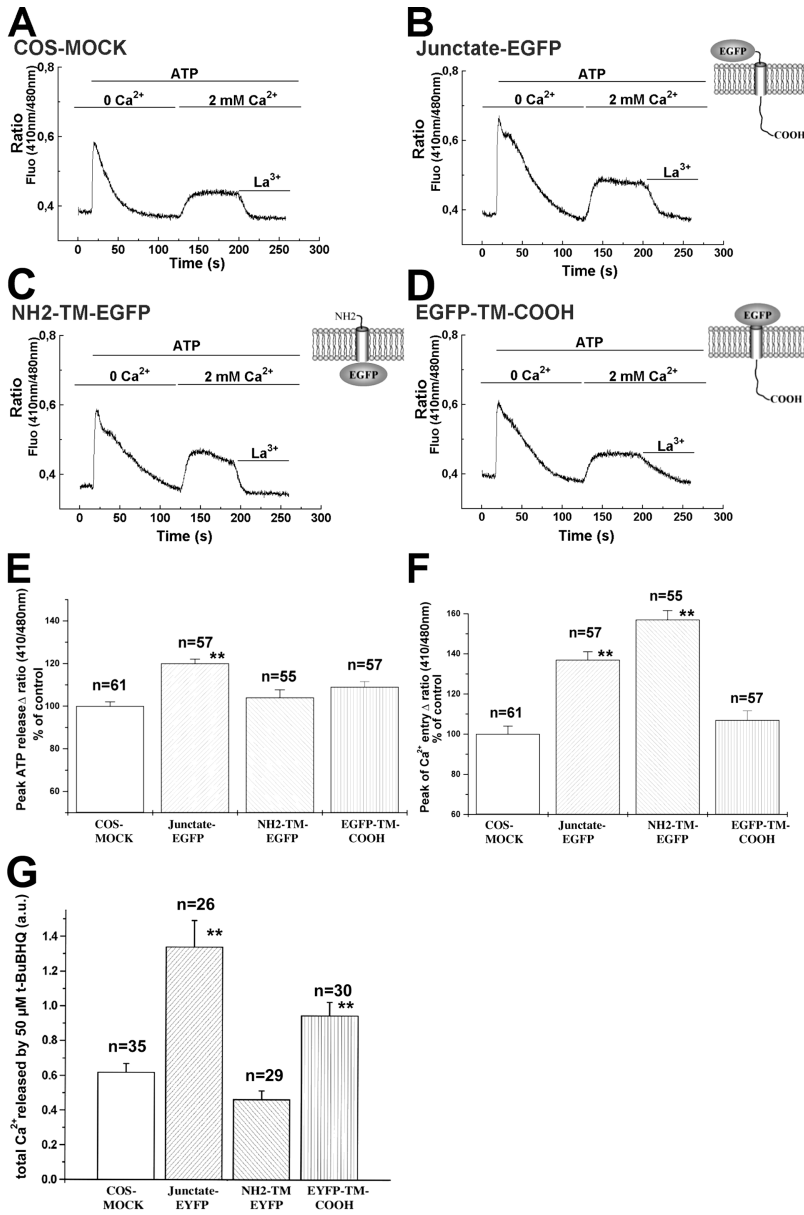 A
COS-MOCK
ATP
0 Ca2+
2 mM Ca2+
La3+
Ratio
Fluo (410nm/480nm)
0,8
0,6
0,4
0
50
100
150
200
250
300
Time (s)
B
Junctate-EGFP
EGFP
COOH
ATP
0 Ca2+
2 mM Ca2+
La3+
Ratio
Fluo (410nm/480nm)
0,8
0,6
0,4
0
50
100
150
200
250
300
Time (s)
C
NH2-TM-EGFP
NH2
EGFP
ATP
0 Ca2+
2 mM Ca2+
La3+
Ratio
Fluo (410nm/480nm)
0,8
0,6
0,4
0
50
100
150
200
250
300
Time (s)
D
EGFP-TM-COOH
EGFP
COOH
ATP
0 Ca2+
2 mM Ca2+
La3+
Ratio
Fluo (410nm/480nm)
0,8
0,6
0,4
0
50
100
150
200
250
300
Time (s)
E
Peak ATP release Δ ratio (410/480nm)
% of control
140
120
100
80
60
n=61
n=57
**
n=55
n=57
COS-
MOCK
Junctate-
EGFP
NH2-TM-
EGFP
EGFP-TM-
COOH
F
Peak of Ca2+ entry Δ ratio (410/480nm)
% of control
160
140
120
100
80
60
n=61
n=57
**
n=55
**
n=57
COS-
MOCK
Junctate-
EGFP
NH2-TM-
EGFP
EGFP-TM-
COOH
G
total Ca2+ released by 50 µM t-BuBHQ (a.u.)
1.4
1.2
1.0
0.8
0.6
0.4
0.2
0.0
n=35
n=26
**
n=29
n=30
**
COS-
MOCK
Junctate-
EYFP
NH2-TM
EYFP
EYFP-TM-
COOH